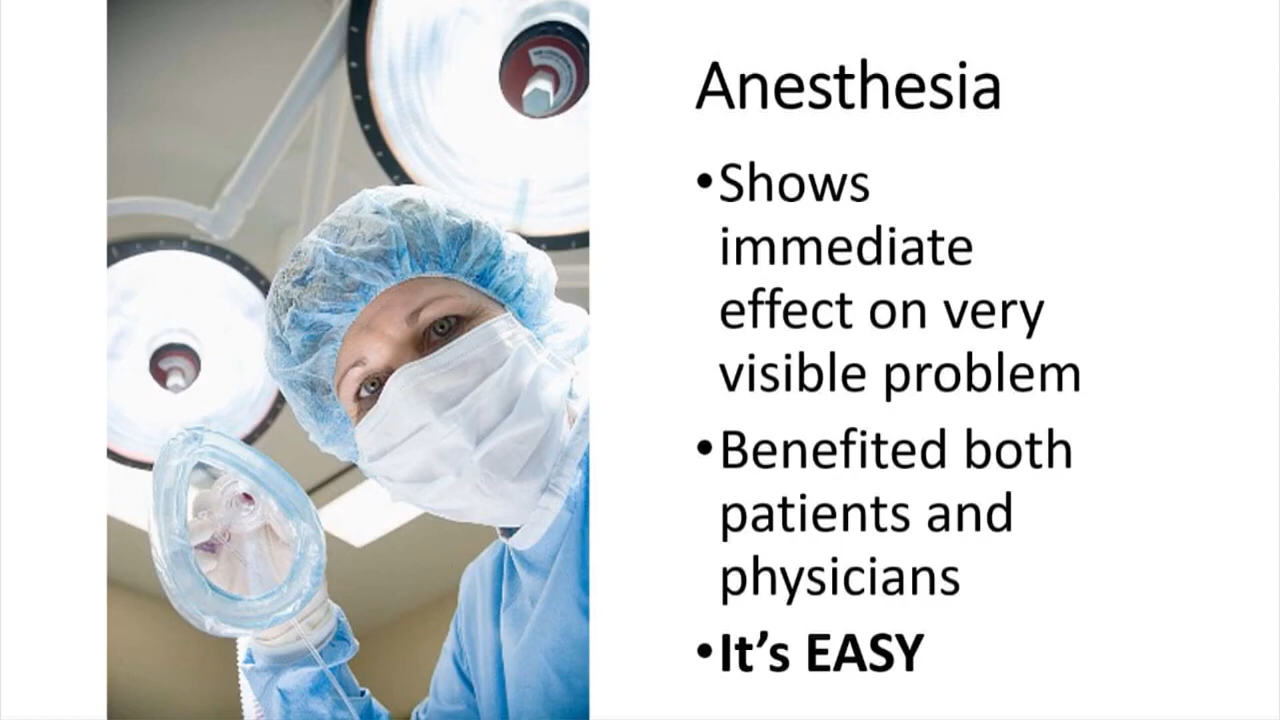 Anesthesia
•Shows
immediate
effect on very
visible problem
•Benefited both
patients and
physicians
•It’s EASY